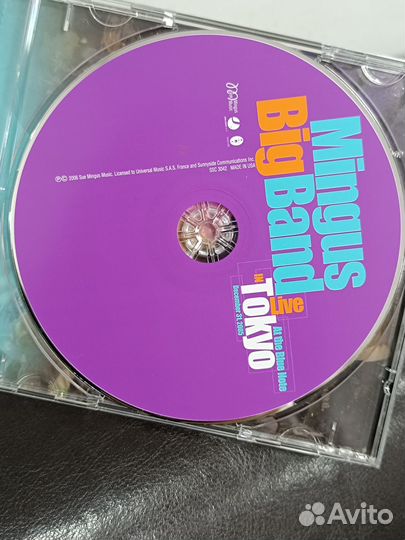 Mingus
Big Band
Live
IN
Tokyo
At the Blue Note
December 31, 2005
Mingus
℗© 2006 Sue Mingus Music. Licensed to Universal Music S.A.S. France and Sunnyside Communications Inc.
SSC 3042 MADE IN USA
Avito